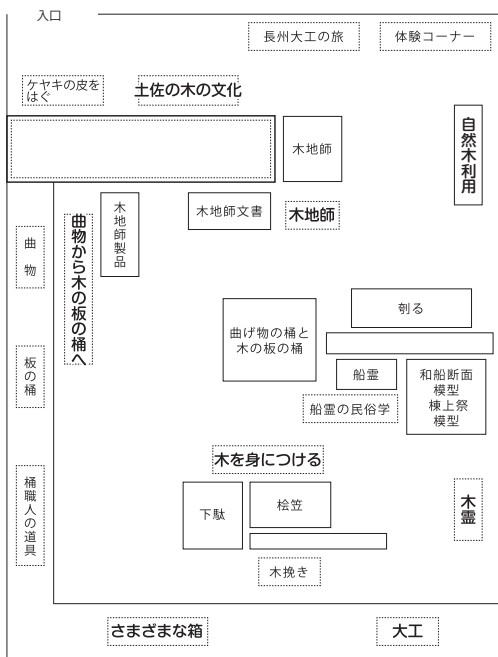 入口
長州大工の旅
体験コーナー
ケヤキの皮を
はぐ
土佐の木の文化
木地師
自然木利用
木地師製品
木地師文書
木地師
曲物
曲物から木の板の桶へ
刳る
曲げ物の桶と
木の板の桶
板の桶
船霊
和船断面
模型
棟上祭
模型
船霊の民俗学
木を身につける
桶職人の道具
下駄
桧笠
木霊
木挽き
さまざまな箱
大工